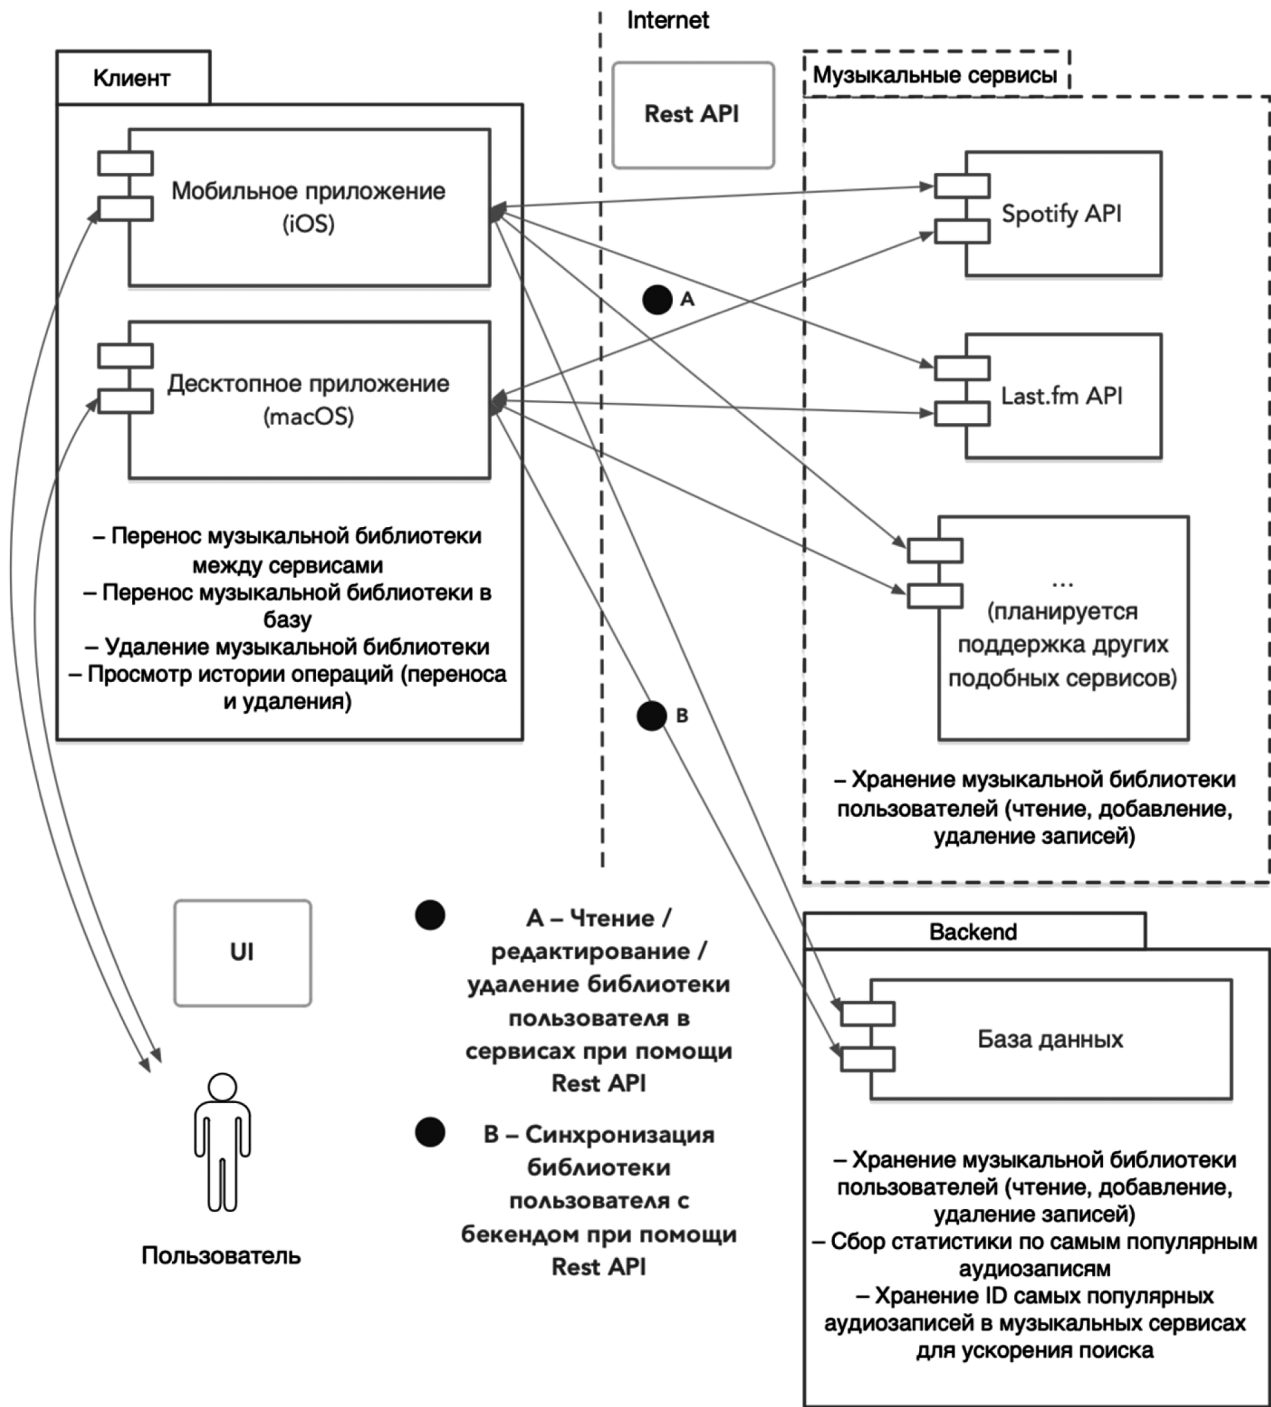 Internet
Клиент
Rest API
Музыкальные сервисы
Мобильное приложение
(iOS)
Spotify API
A
Десктопное приложение
(macOS)
Last.fm API
– Перенос музыкальной библиотеки
между сервисами
– Перенос музыкальной библиотеки в
базу
– Удаление музыкальной библиотеки
– Просмотр истории операций (переноса
и удаления)
...
(планируется
поддержка других
подобных сервисов)
B
– Хранение музыкальной библиотеки
пользователей (чтение, добавление,
удаление записей)
UI
A – Чтение /
редактирование /
удаление библиотеки
пользователя в
сервисах при помощи
Rest API
B – Синхронизация
библиотеки
пользователя с
бекендом при помощи
Rest API
Пользователь
Backend
База данных
– Хранение музыкальной библиотеки
пользователей (чтение, добавление,
удаление записей)
– Сбор статистики по самым популярным
аудиозаписям
– Хранение ID самых популярных
аудиозаписей в музыкальных сервисах
для ускорения поиска